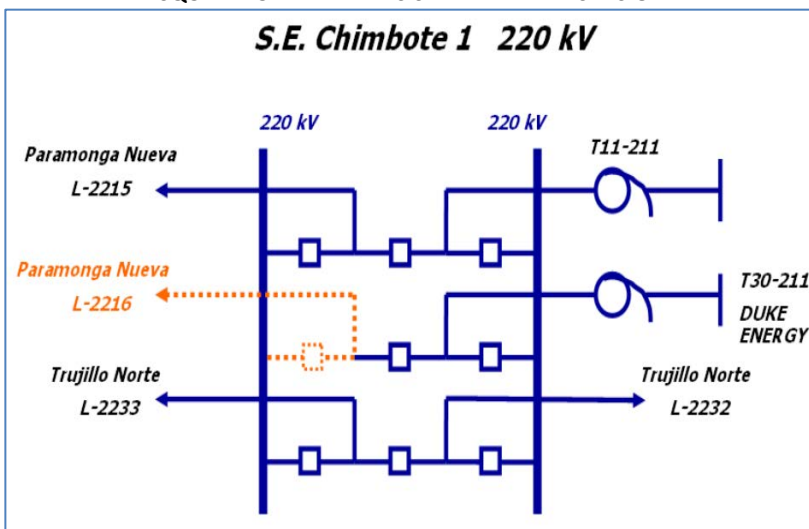 S.E. Chimbote 1 220 kV
220 kV
220 kV
T11-211
Paramonga Nueva
L-2215
Paramonga Nueva
L-2216
T30-211
DUKE
ENERGY
Trujillo Norte
L-2233
Trujillo Norte
L-2232